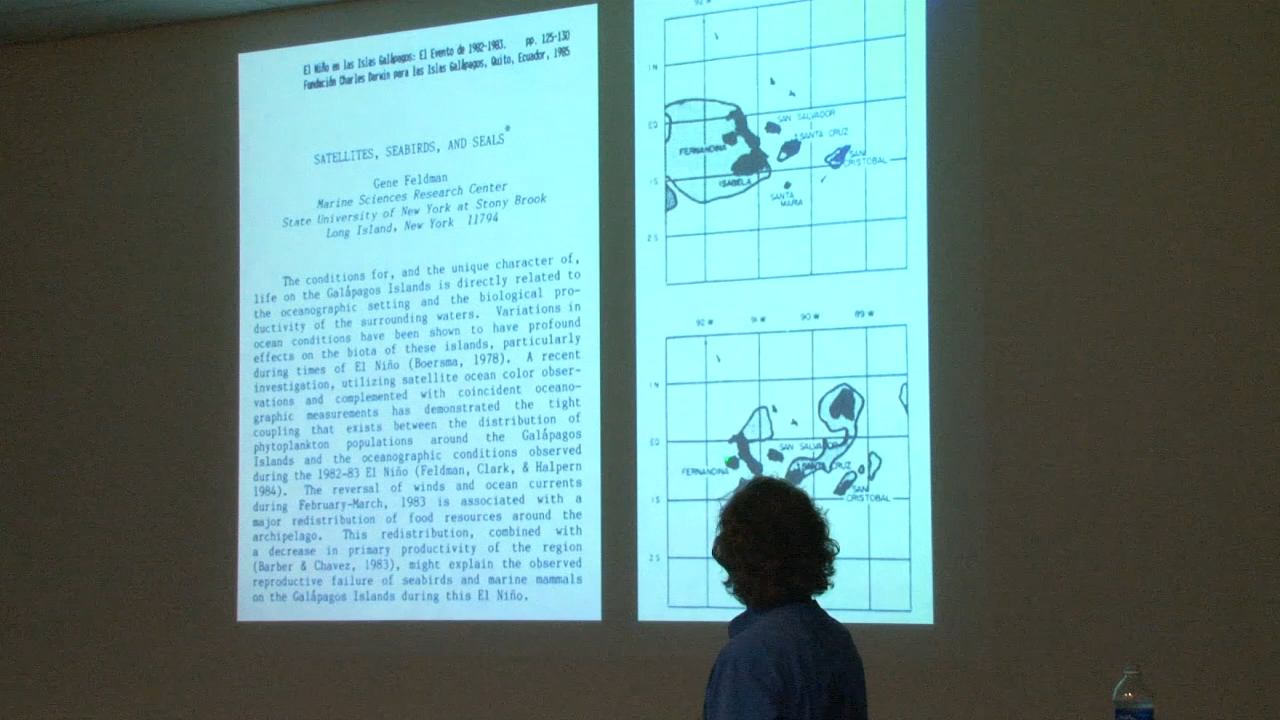 El Niño en las Islas Galápagos: El Evento de 1982-1983. pp. 125-130
Fundación Charles Darwin para las Islas Galápagos, Quito, Ecuador, 1985
SATELLITES, SEABIRDS, AND SEALS*
Gene Feldman
Marine Sciences Research Center
State University of New York at Stony Brook
Long Island, New York 11794
The conditions for, and the unique character of,
life on the Galápagos Islands is directly related to
the oceanographic setting and the biological pro-
ductivity of the surrounding waters. Variations in
ocean conditions have been shown to have profound
effects on the biota of these islands, particularly
during times of El Niño (Boersma, 1978). A recent
investigation, utilizing satellite ocean color obser-
vations and complemented with coincident oceano-
graphic measurements has demonstrated the tight
coupling that exists between the distribution of
phytoplankton populations around the Galápagos
Islands and the oceanographic conditions observed
during the 1982-83 El Niño (Feldman, Clark, & Halpern
1984). The reversal of winds and ocean currents
during February-March, 1983 is associated with a
major redistribution of food resources around the
archipelago. This redistribution, combined with
a decrease in primary productivity of the region
(Barber & Chavez, 1983), might explain the observed
reproductive failure of seabirds and marine mammals
on the Galápagos Islands during this El Niño.
92 W
1 N
EQ
1 S
2 S
SAN SALVADOR
SANTA CRUZ
FERNANDINA
SAN
CRISTOBAL
ISABELA
SANTA
MARIA
92 W 91 W 90 W 89 W
1 N
EQ
1 S
2 S
SAN SALVADOR
FERNANDINA
SANTA CRUZ
SAN
CRISTOBAL